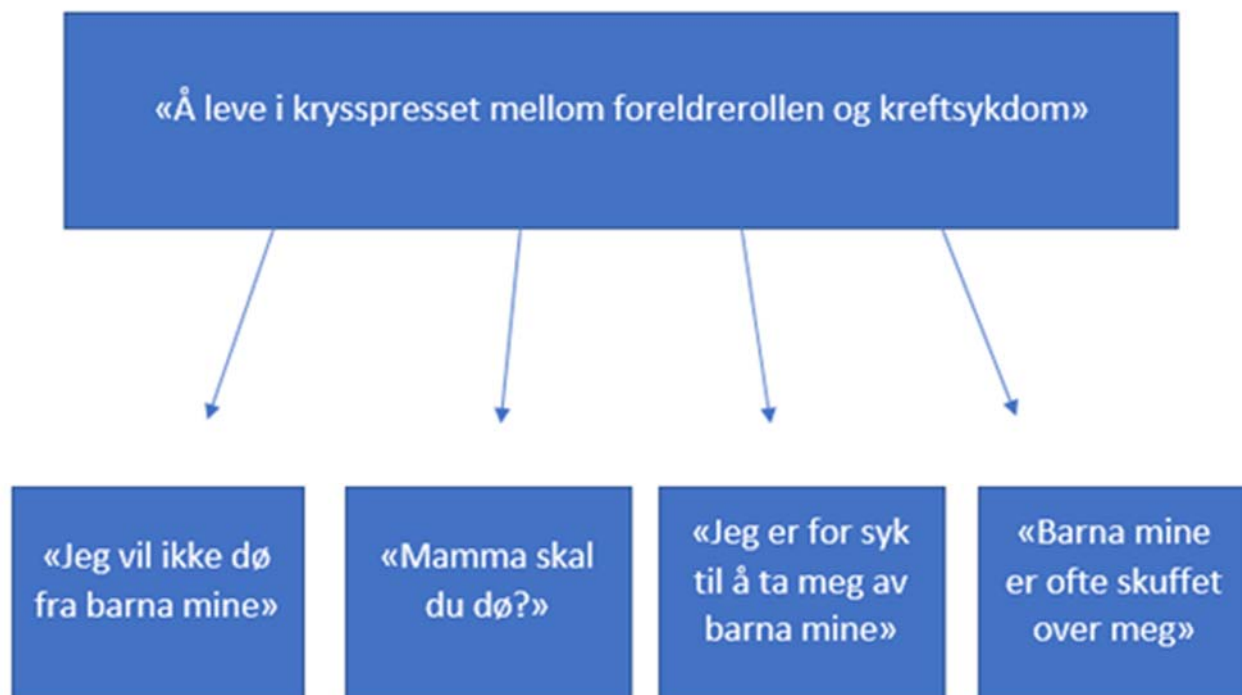 «Å leve i krysspresset mellom foreldrerollen og kreftsykdom»
«Jeg vil ikke dø
fra barna mine»
«Mamma skal
du dø?»
«Jeg er for syk
til å ta meg av
barna mine»
«Barna mine
er ofte skuffet
over meg»